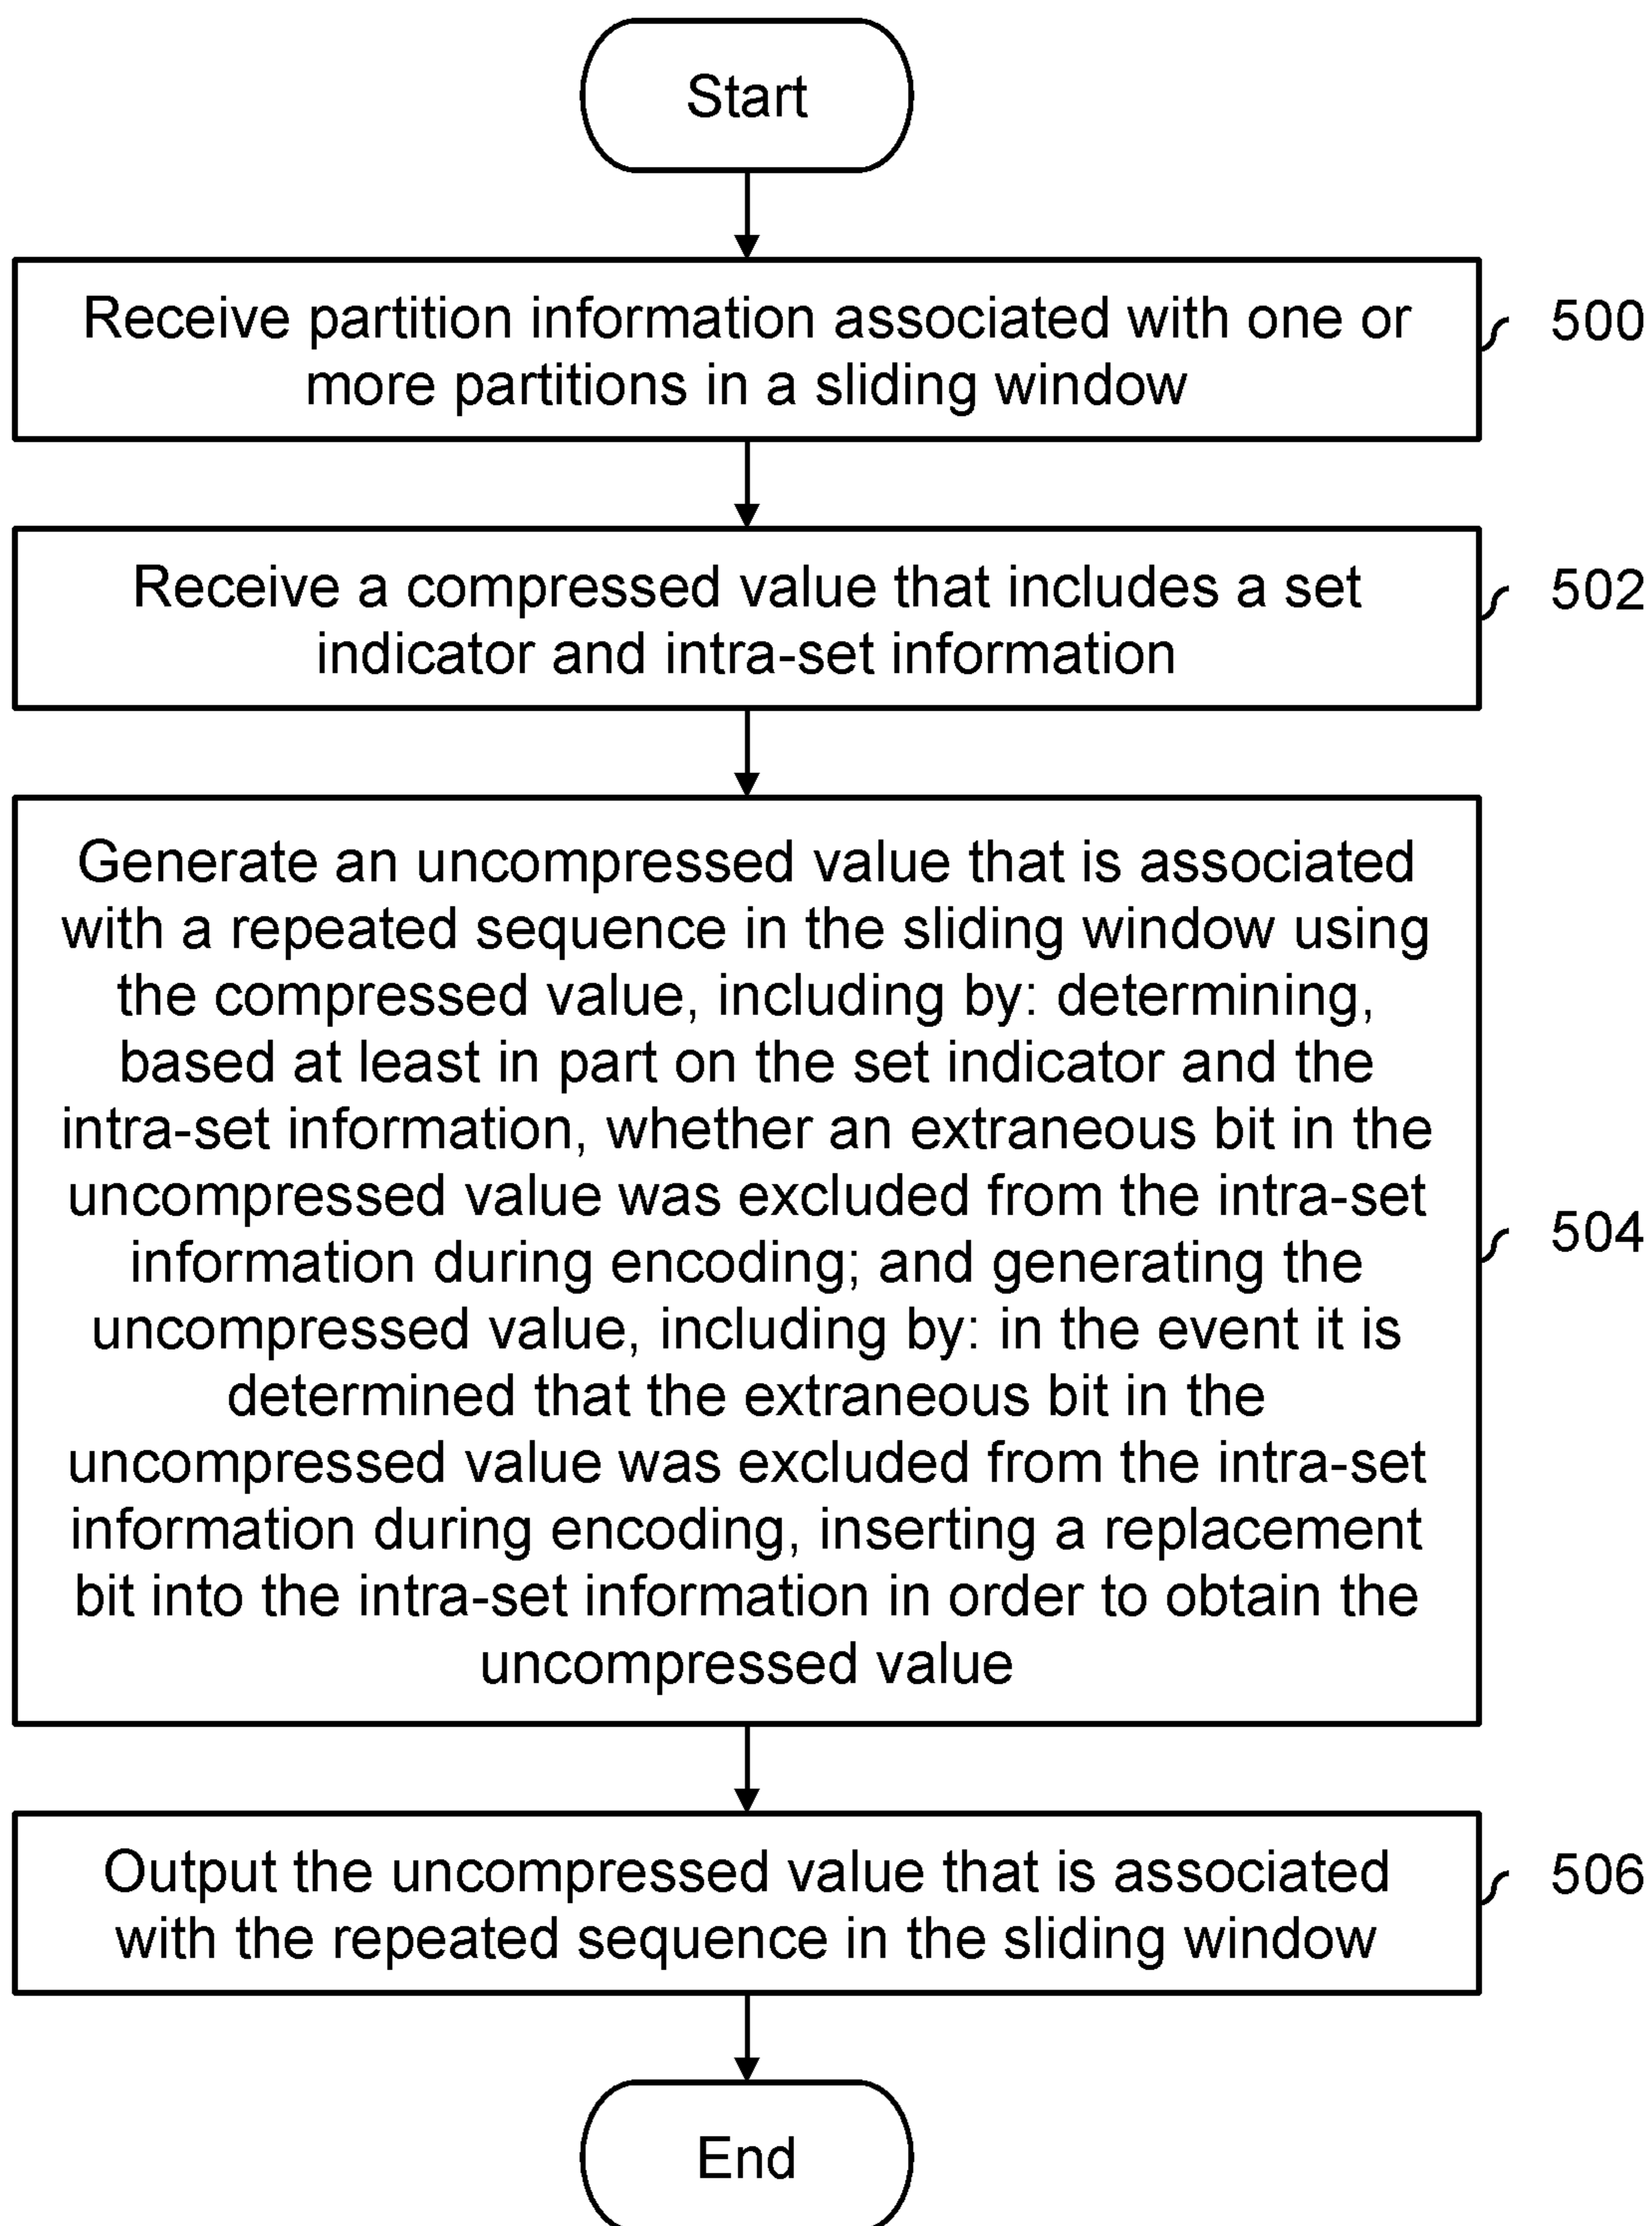 Start
Receive partition information associated with one or
more partitions in a sliding window
500
Receive a compressed value that includes a set
indicator and intra-set information
502
Generate an uncompressed value that is associated
with a repeated sequence in the sliding window using
the compressed value, including by: determining,
based at least in part on the set indicator and the
intra-set information, whether an extraneous bit in the
uncompressed value was excluded from the intra-set
information during encoding; and generating the
uncompressed value, including by: in the event it is
determined that the extraneous bit in the
uncompressed value was excluded from the intra-set
information during encoding, inserting a replacement
bit into the intra-set information in order to obtain the
uncompressed value
504
Output the uncompressed value that is associated
with the repeated sequence in the sliding window
506
End